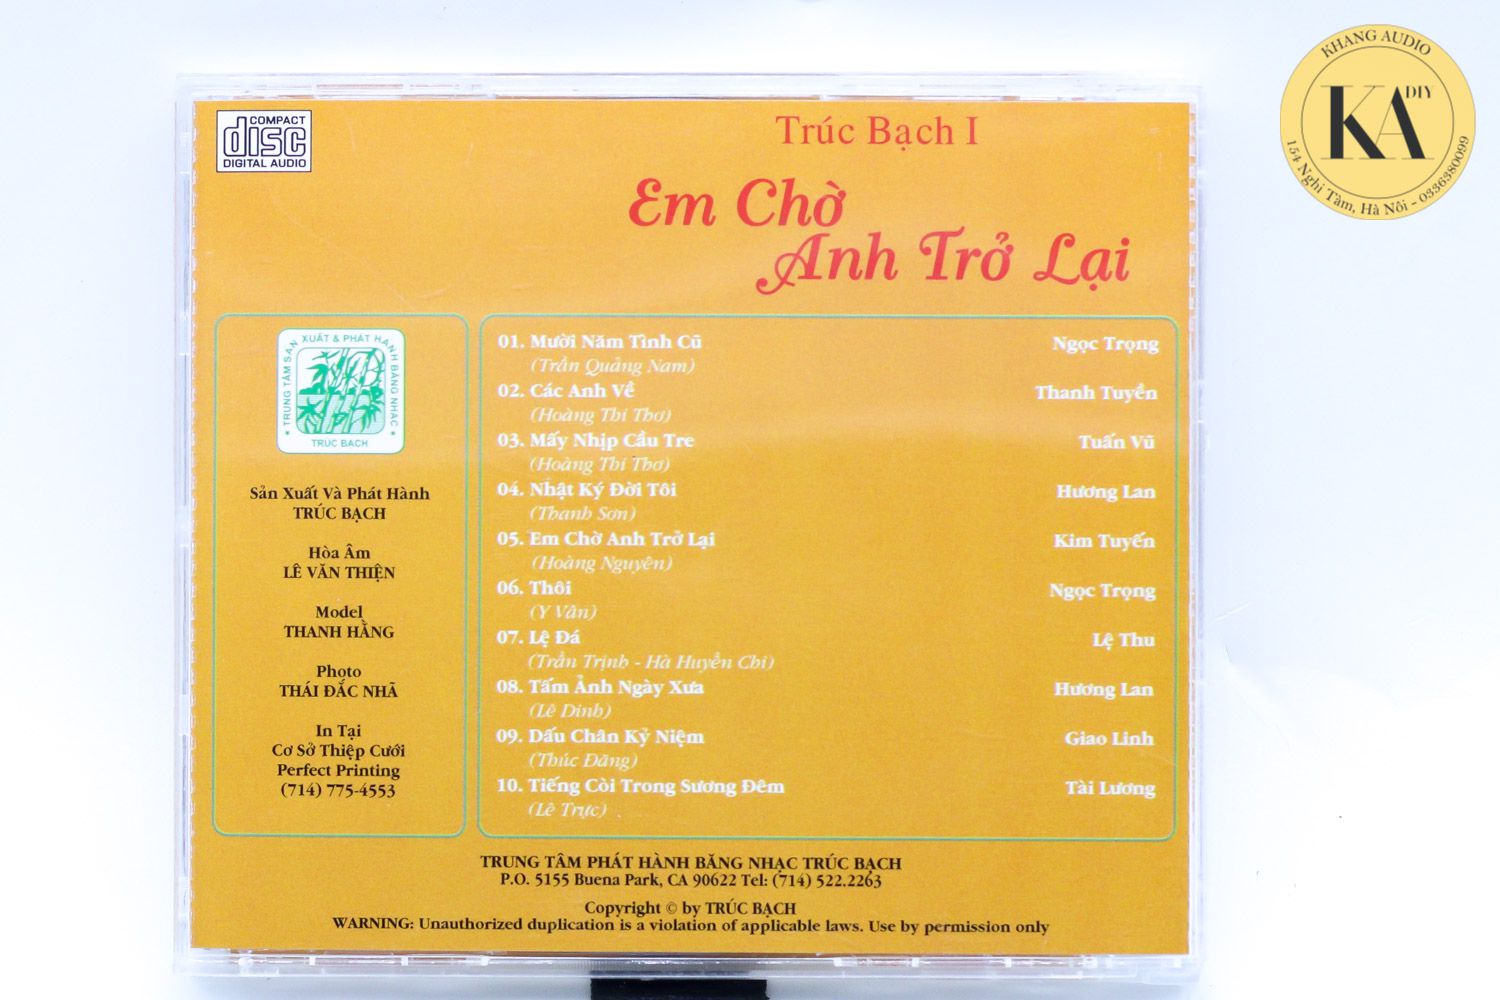 COMPACT
disc
DIGITAL AUDIO
KHANG AUDIO
KA DIY
154 Nghi Tàm, Hà Nội - 0336380099
Trúc Bạch I
Em Chờ
Anh Trở Lại
TRUNG TÂM SẢN XUẤT & PHÁT HÀNH BĂNG NHẠC
TRÚC BẠCH
Sản Xuất Và Phát Hành
TRÚC BẠCH
Hòa Âm
LÊ VĂN THIỆN
Model
THANH HẰNG
Photo
THÁI ĐẮC NHÃ
In Tại
Cơ Sở Thiệp Cưới
Perfect Printing
(714) 775-4553
01. Mười Năm Tình Cũ Ngọc Trọng
(Trần Quảng Nam)
02. Các Anh Về Thanh Tuyền
(Hoàng Thi Thơ)
03. Mấy Nhịp Cầu Tre Tuấn Vũ
(Hoàng Thi Thơ)
04. Nhật Ký Đời Tôi Hương Lan
(Thanh Sơn)
05. Em Chờ Anh Trở Lại Kim Tuyến
(Hoàng Nguyên)
06. Thôi Ngọc Trọng
(Y Vân)
07. Lệ Đá Lệ Thu
(Trần Trịnh - Hà Huyền Chi)
08. Tấm Ảnh Ngày Xưa Hương Lan
(Lê Dinh)
09. Dấu Chân Kỷ Niệm Giao Linh
(Thúc Đăng)
10. Tiếng Còi Trong Sương Đêm Tài Lương
(Lê Trực)
TRUNG TÂM PHÁT HÀNH BĂNG NHẠC TRÚC BẠCH
P.O. 5155 Buena Park, CA 90622 Tel: (714) 522.2263
Copyright © by TRÚC BẠCH
WARNING: Unauthorized duplication is a violation of applicable laws. Use by permission only